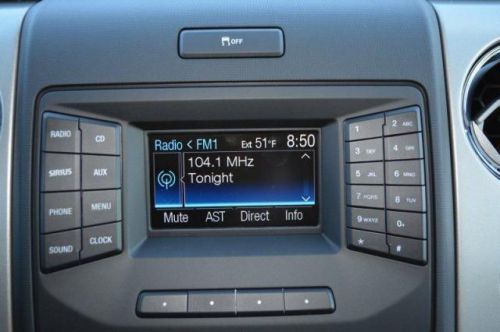 OFF
RADIO
CD
SIRIUS
AUX
PHONE
MENU
SOUND
CLOCK
Radio < FM1 Ext 51°F 8:50
104.1 MHz
Tonight
Mute AST Direct Info
1
2 ABC
3 DEF
4 GHI
5 JKL
6 MNO
7 PQRS
8 TUV
9 WXYZ
0+
*
#